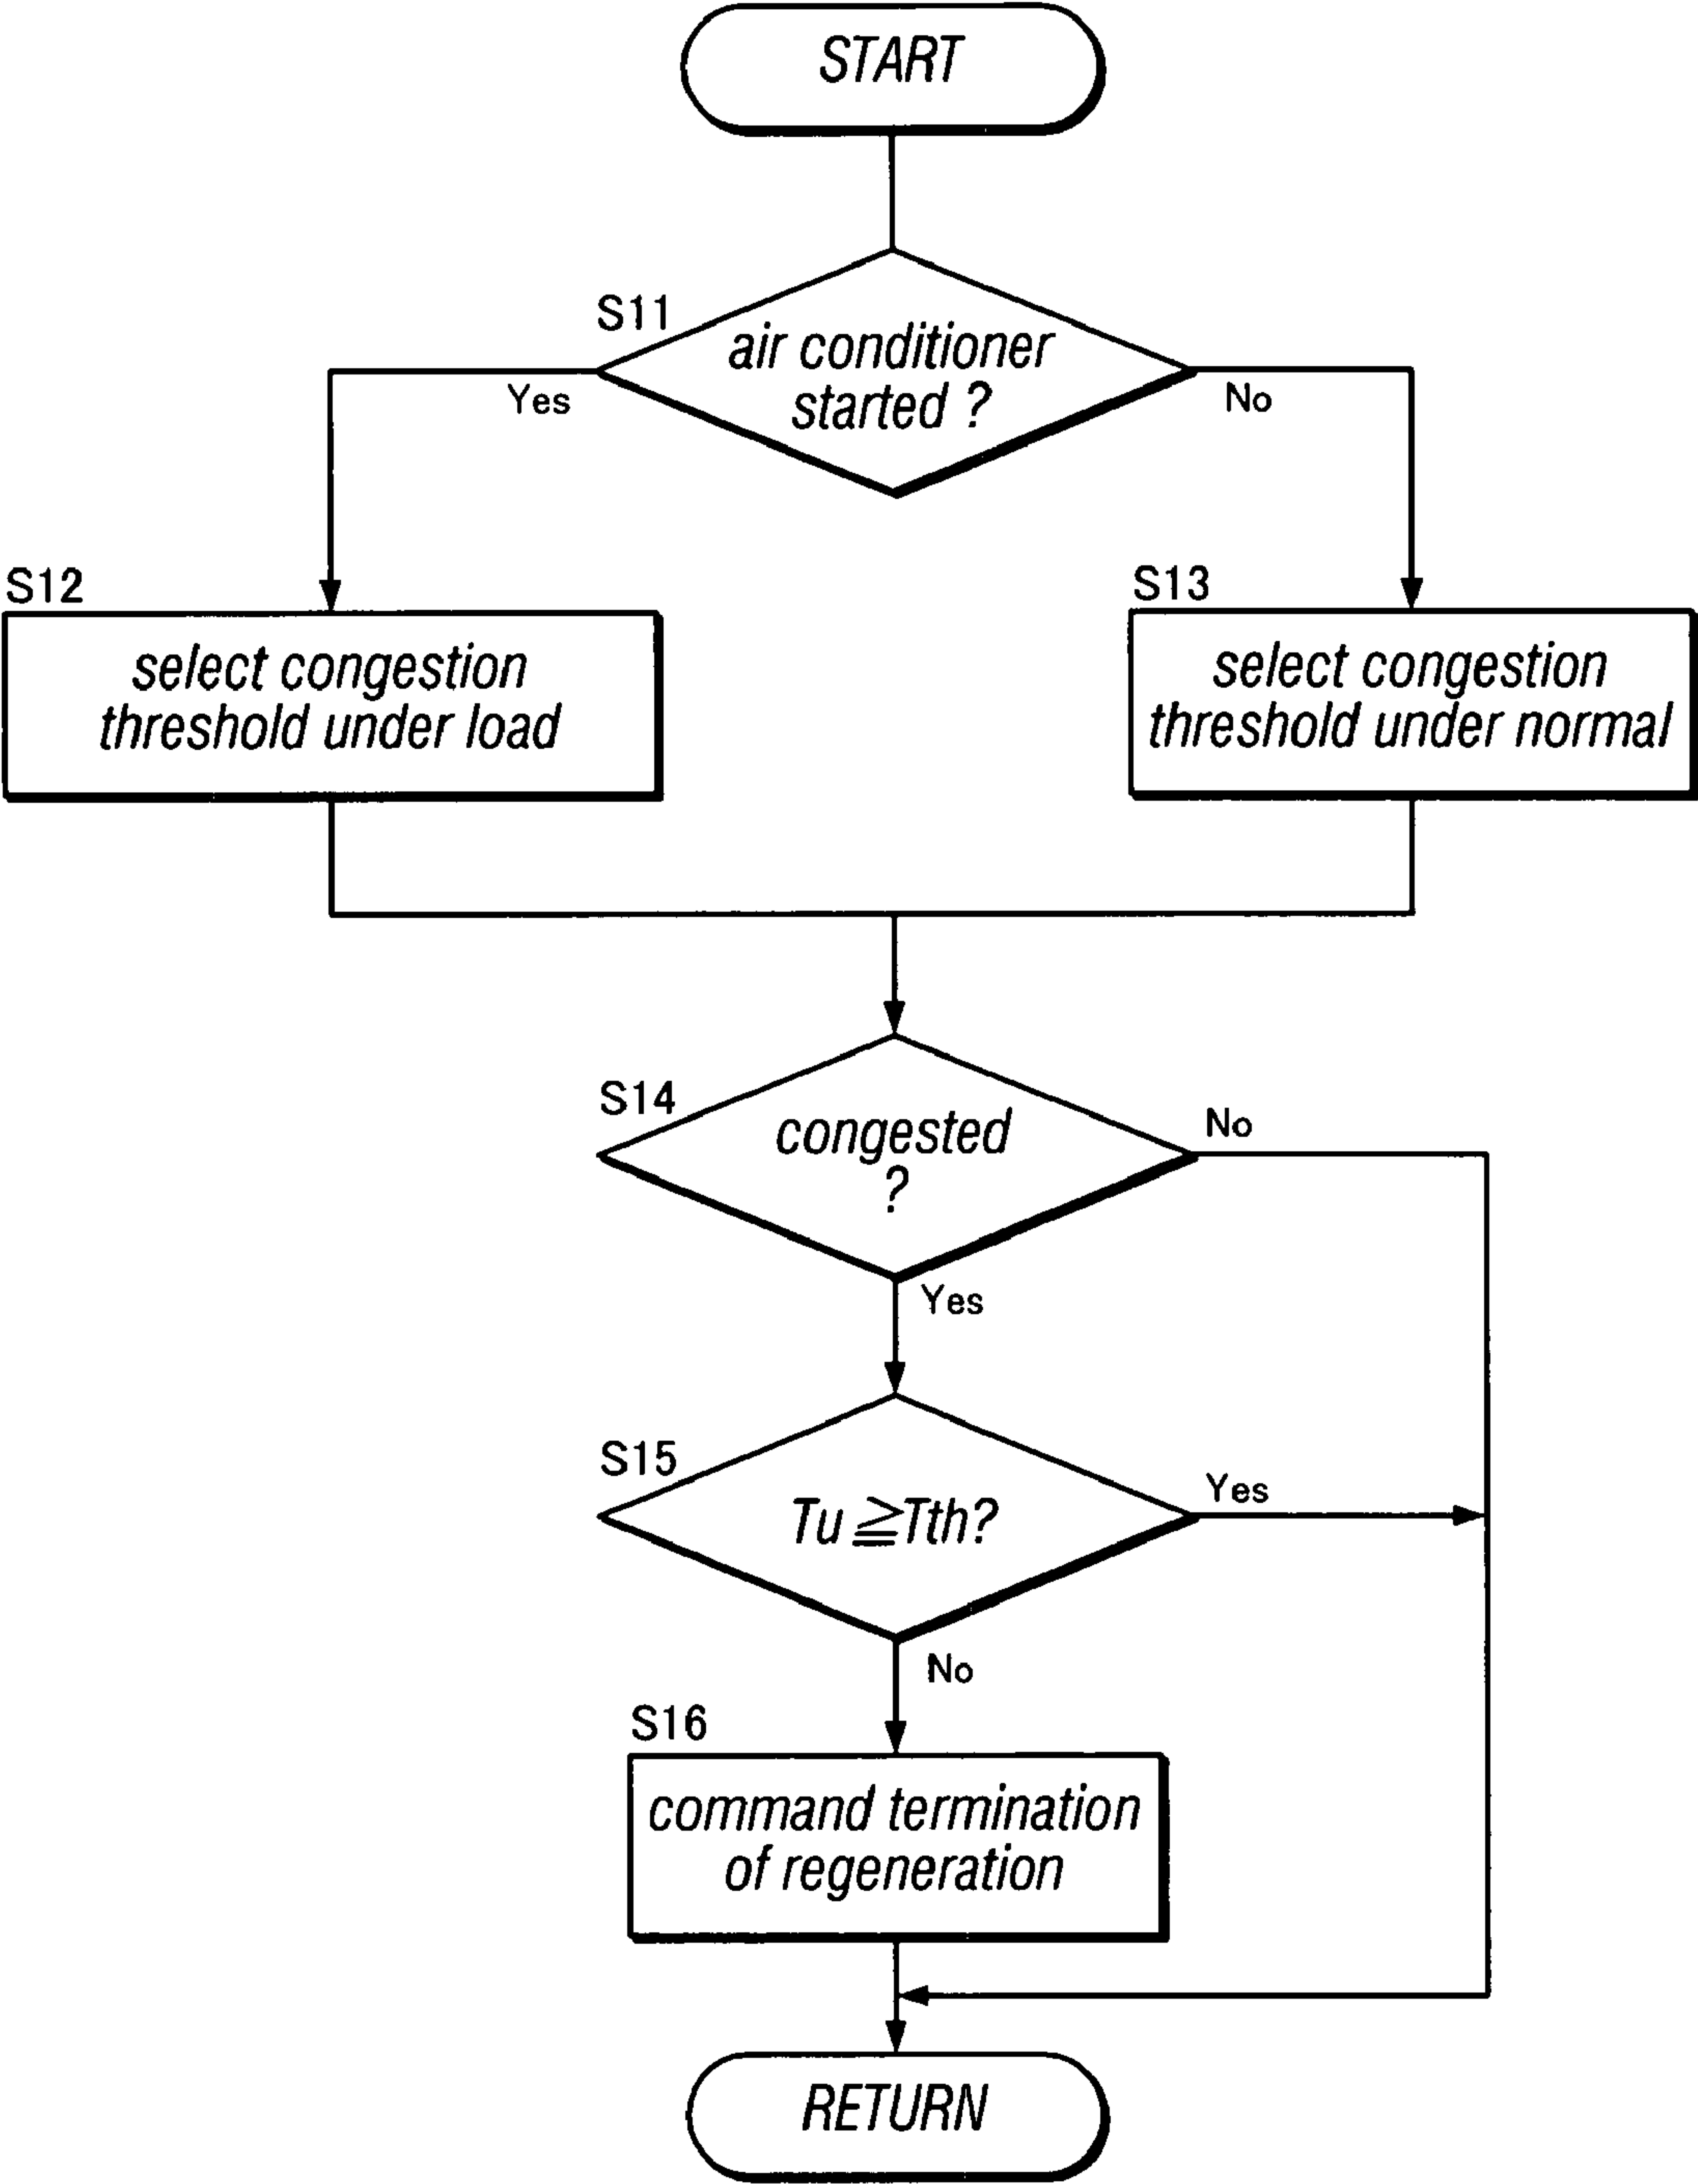 START
S11
air conditioner
started ?
Yes
No
S12
select congestion
threshold under load
S13
select congestion
threshold under normal
S14
congested
?
No
Yes
S15
Tu ≧Tth?
Yes
No
S16
command termination
of regeneration
RETURN